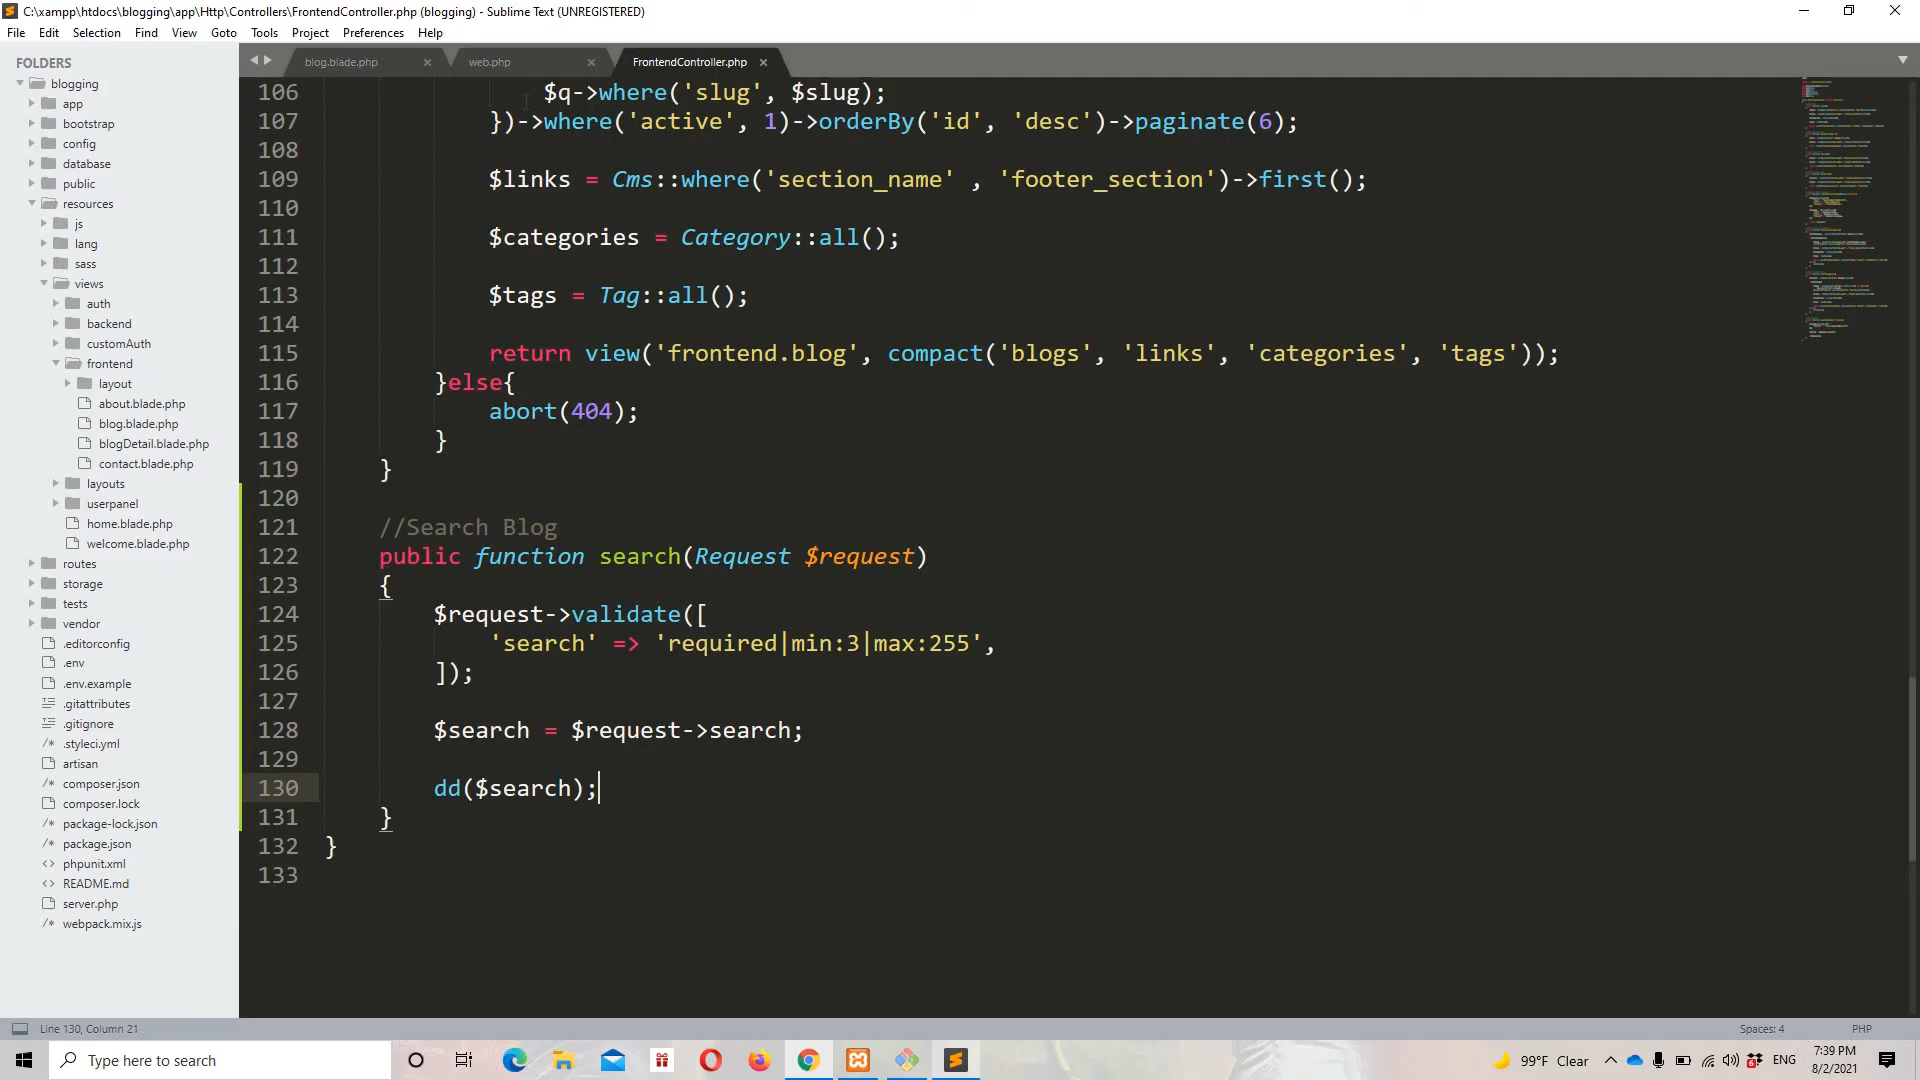 C:\xampp\htdocs\blogging\app\Http\Controllers\FrontendController.php (blogging) - Sublime Text (UNREGISTERED)
File Edit Selection Find View Goto Tools Project Preferences Help
FOLDERS
blogging
app
bootstrap
config
database
public
resources
js
lang
sass
views
auth
backend
customAuth
frontend
layout
about.blade.php
blog.blade.php
blogDetail.blade.php
contact.blade.php
layouts
userpanel
home.blade.php
welcome.blade.php
routes
storage
tests
vendor
.editorconfig
.env
.env.example
.gitattributes
.gitignore
.styleci.yml
artisan
composer.json
composer.lock
package-lock.json
package.json
phpunit.xml
README.md
server.php
webpack.mix.js
blog.blade.php web.php FrontendController.php
106 $q->where('slug', $slug);
107 })->where('active', 1)->orderBy('id', 'desc')->paginate(6);
108
109 $links = Cms::where('section_name' , 'footer_section')->first();
110
111 $categories = Category::all();
112
113 $tags = Tag::all();
114
115 return view('frontend.blog', compact('blogs', 'links', 'categories', 'tags'));
116 }else{
117 abort(404);
118 }
119 }
120
121 //Search Blog
122 public function search(Request $request)
123 {
124 $request->validate([
125 'search' => 'required|min:3|max:255',
126 ]);
127
128 $search = $request->search;
129
130 dd($search);
131 }
132 }
133
Line 130, Column 21 Spaces: 4 PHP
Type here to search 99°F Clear ENG 7:39 PM
8/2/2021